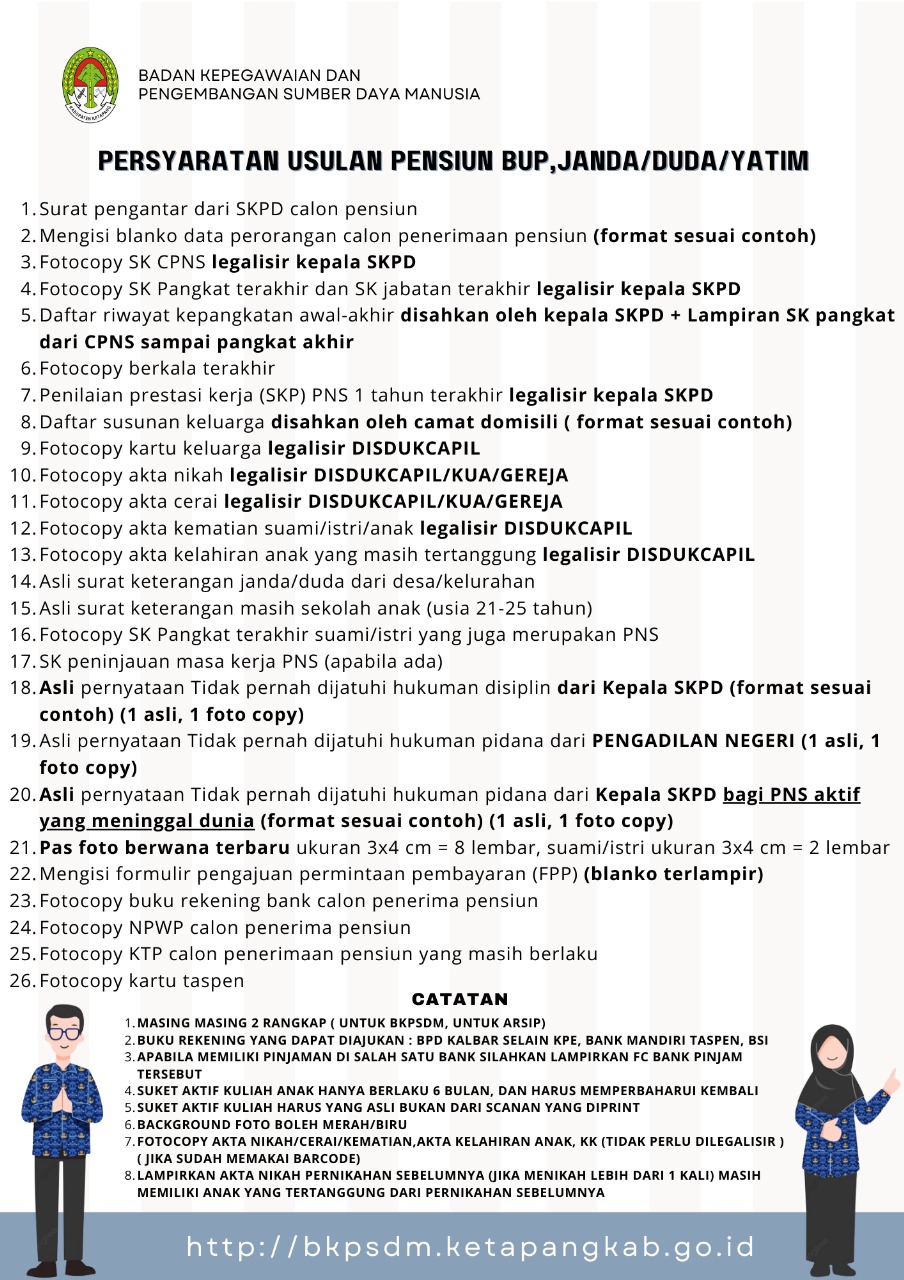 KABUPATEN KETAPANG
BADAN KEPEGAWAIAN DAN
PENGEMBANGAN SUMBER DAYA MANUSIA
PERSYARATAN USULAN PENSIUN BUP,JANDA/DUDA/YATIM
1. Surat pengantar dari SKPD calon pensiun
2. Mengisi blanko data perorangan calon penerimaan pensiun (format sesuai contoh)
3. Fotocopy SK CPNS legalisir kepala SKPD
4. Fotocopy SK Pangkat terakhir dan SK jabatan terakhir legalisir kepala SKPD
5. Daftar riwayat kepangkatan awal-akhir disahkan oleh kepala SKPD + Lampiran SK pangkat
dari CPNS sampai pangkat akhir
6. Fotocopy berkala terakhir
7. Penilaian prestasi kerja (SKP) PNS 1 tahun terakhir legalisir kepala SKPD
8. Daftar susunan keluarga disahkan oleh camat domisili ( format sesuai contoh)
9. Fotocopy kartu keluarga legalisir DISDUKCAPIL
10. Fotocopy akta nikah legalisir DISDUKCAPIL/KUA/GEREJA
11. Fotocopy akta cerai legalisir DISDUKCAPIL/KUA/GEREJA
12. Fotocopy akta kematian suami/istri/anak legalisir DISDUKCAPIL
13. Fotocopy akta kelahiran anak yang masih tertanggung legalisir DISDUKCAPIL
14. Asli surat keterangan janda/duda dari desa/kelurahan
15. Asli surat keterangan masih sekolah anak (usia 21-25 tahun)
16. Fotocopy SK Pangkat terakhir suami/istri yang juga merupakan PNS
17. SK peninjauan masa kerja PNS (apabila ada)
18. Asli pernyataan Tidak pernah dijatuhi hukuman disiplin dari Kepala SKPD (format sesuai
contoh) (1 asli, 1 foto copy)
19. Asli pernyataan Tidak pernah dijatuhi hukuman pidana dari PENGADILAN NEGERI (1 asli, 1
foto copy)
20. Asli pernyataan Tidak pernah dijatuhi hukuman pidana dari Kepala SKPD bagi PNS aktif
yang meninggal dunia (format sesuai contoh) (1 asli, 1 foto copy)
21. Pas foto berwana terbaru ukuran 3x4 cm = 8 lembar, suami/istri ukuran 3x4 cm = 2 lembar
22. Mengisi formulir pengajuan permintaan pembayaran (FPP) (blanko terlampir)
23. Fotocopy buku rekening bank calon penerima pensiun
24. Fotocopy NPWP calon penerima pensiun
25. Fotocopy KTP calon penerimaan pensiun yang masih berlaku
26. Fotocopy kartu taspen
CATATAN
1. MASING MASING 2 RANGKAP ( UNTUK BKPSDM, UNTUK ARSIP)
2. BUKU REKENING YANG DAPAT DIAJUKAN : BPD KALBAR SELAIN KPE, BANK MANDIRI TASPEN, BSI
3. APABILA MEMILIKI PINJAMAN DI SALAH SATU BANK SILAHKAN LAMPIRKAN FC BANK PINJAM
TERSEBUT
4. SUKET AKTIF KULIAH ANAK HANYA BERLAKU 6 BULAN, DAN HARUS MEMPERBAHARUI KEMBALI
5. SUKET AKTIF KULIAH HARUS YANG ASLI BUKAN DARI SCANAN YANG DIPRINT
6. BACKGROUND FOTO BOLEH MERAH/BIRU
7. FOTOCOPY AKTA NIKAH/CERAI/KEMATIAN,AKTA KELAHIRAN ANAK, KK (TIDAK PERLU DILEGALISIR )
( JIKA SUDAH MEMAKAI BARCODE)
8. LAMPIRKAN AKTA NIKAH PERNIKAHAN SEBELUMNYA (JIKA MENIKAH LEBIH DARI 1 KALI) MASIH
MEMILIKI ANAK YANG TERTANGGUNG DARI PERNIKAHAN SEBELUMNYA
http://bkpsdm.ketapangkab.go.id